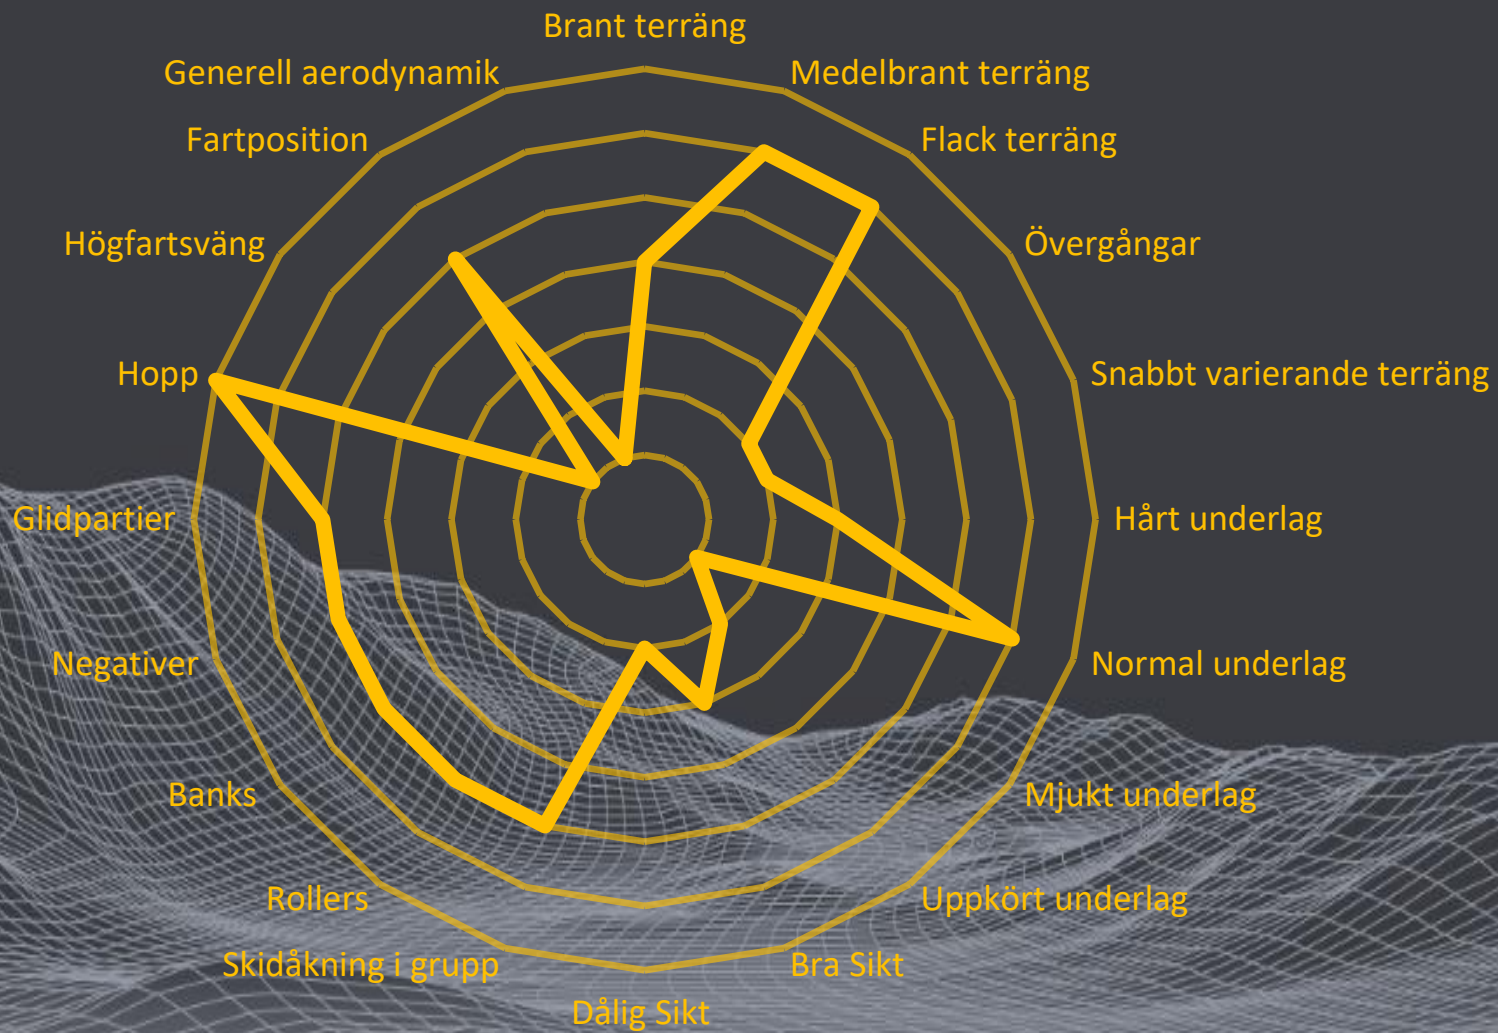 Brant terräng
Medelbrant terräng
Flack terräng
Övergångar
Snabbt varierande terräng
Hårt underlag
Normal underlag
Mjukt underlag
Uppkört underlag
Bra Sikt
Dålig Sikt
Skidåkning i grupp
Rollers
Banks
Negativer
Glidpartier
Hopp
Högfartsväng
Fartposition
Generell aerodynamik